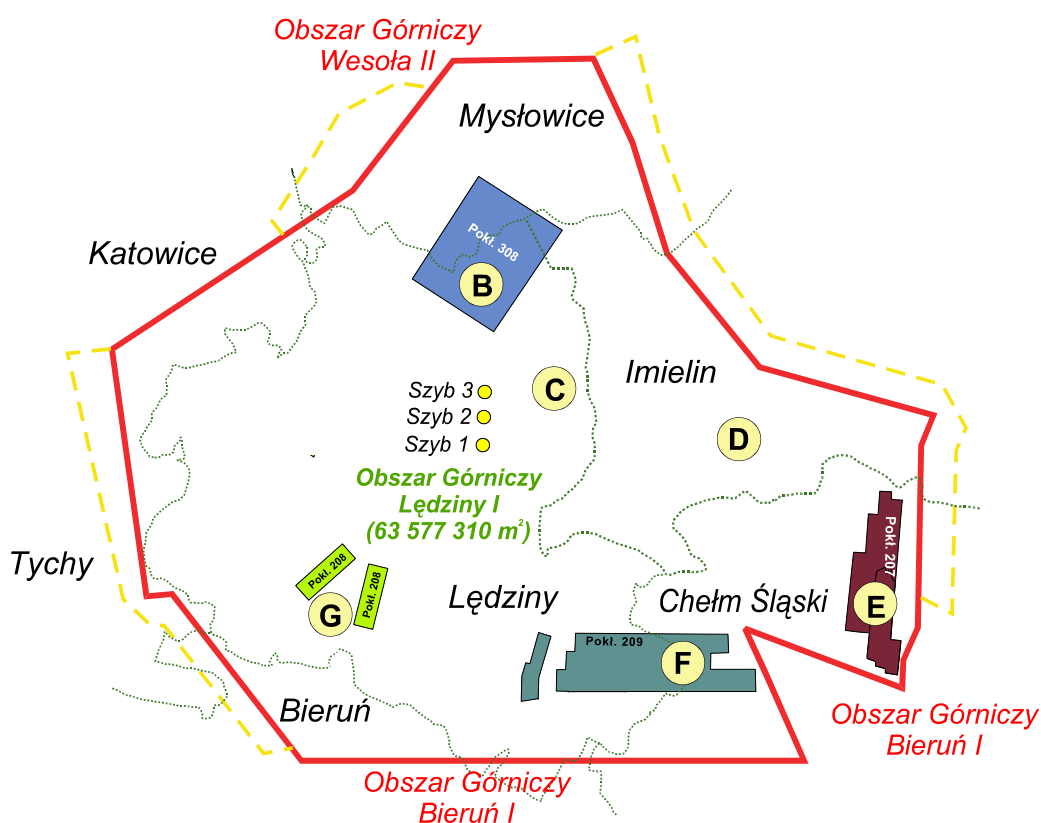 Obszar Górniczy
Wesoła II
Mysłowice
Katowice
Pokł. 308
B
Imielin
Szyb 3
C
Szyb 2
Szyb 1
D
Obszar Górniczy
Lędziny I
(63 577 310 m²)
Pokł. 207
Tychy
Pokł. 208
Pokł. 208
G
Lędziny
Chełm Śląski
E
Pokł. 209
F
Bieruń
Obszar Górniczy
Bieruń I
Obszar Górniczy
Bieruń I